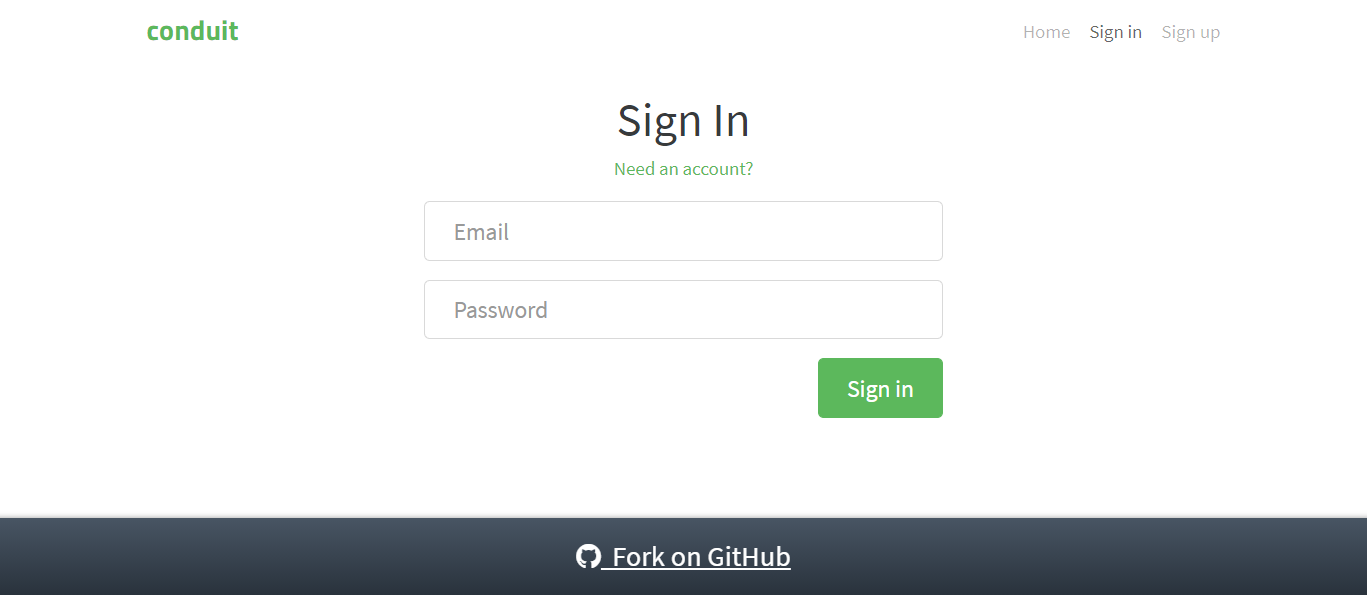 conduit
Home Sign in Sign up
Sign In
Need an account?
Email
Password
Sign in
Fork on GitHub